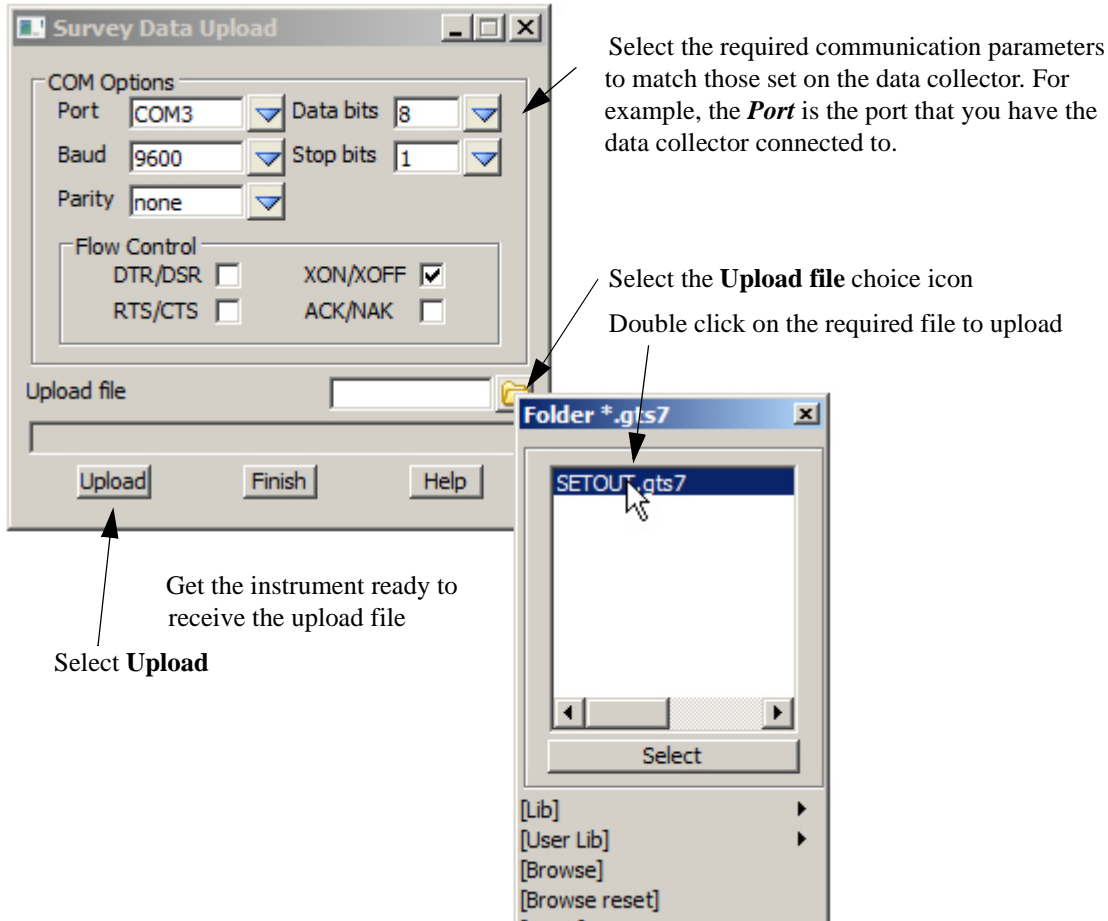 Survey Data Upload
COM Options
Port COM3 Data bits 8
Baud 9600 Stop bits 1
Parity none
Flow Control
DTR/DSR XON/XOFF
RTS/CTS ACK/NAK
Upload file
Upload Finish Help
Select the required communication parameters
to match those set on the data collector. For
example, the Port is the port that you have the
data collector connected to.
Select the Upload file choice icon
Double click on the required file to upload
Folder *.gts7
SETOUT.gts7
Select
[Lib]
[User Lib]
[Browse]
[Browse reset]
Get the instrument ready to
receive the upload file
Select Upload